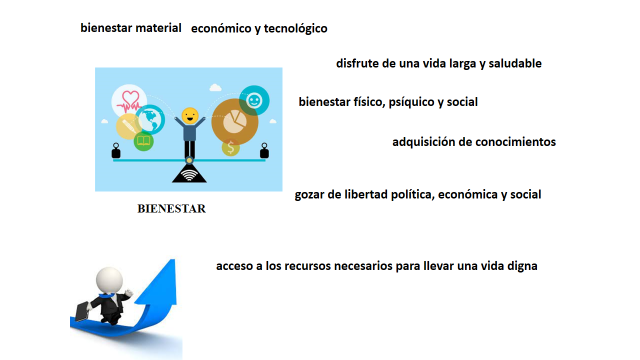 bienestar material económico y tecnológico
disfrute de una vida larga y saludable
bienestar físico, psíquico y social
adquisición de conocimientos
$
gozar de libertad política, económica y social
BIENESTAR
acceso a los recursos necesarios para llevar una vida digna